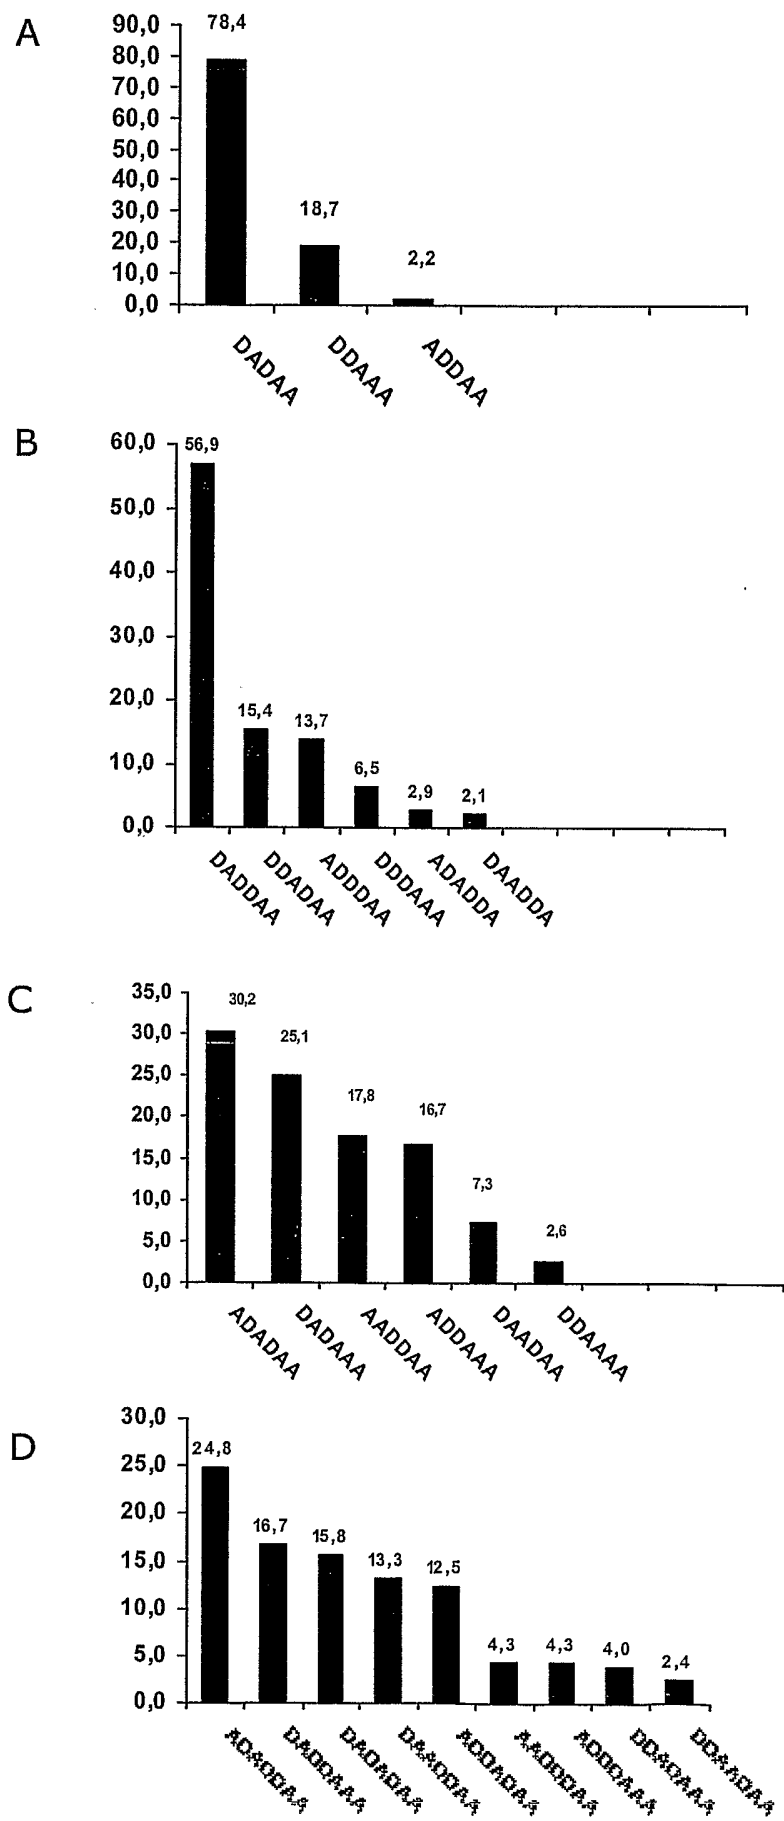 A
90,0
80,0
70,0
60,0
50,0
40,0
30,0
20,0
10,0
0,0
78,4
18,7
2,2
DADAA
DDAAA
ADDAA
B
60,0
50,0
40,0
30,0
20,0
10,0
0,0
56,9
15,4
13,7
6,5
2,9
2,1
DADDAA
DDADAA
ADDDAA
DDDAAA
ADADDA
DAADDA
C
35,0
30,0
25,0
20,0
15,0
10,0
5,0
0,0
30,2
25,1
17,8
16,7
7,3
2,6
ADADAA
DADAAA
AADDAA
ADDAAA
DAADAA
DDAAAA
D
30,0
25,0
20,0
15,0
10,0
5,0
0,0
24,8
16,7
15,8
13,3
12,5
4,3
4,3
4,0
2,4
ADADDAA
DADDAAA
DADADAA
DAADDAA
ADDADAA
AADDDAA
ADDDAAA
DDADAAA
DDAADAA